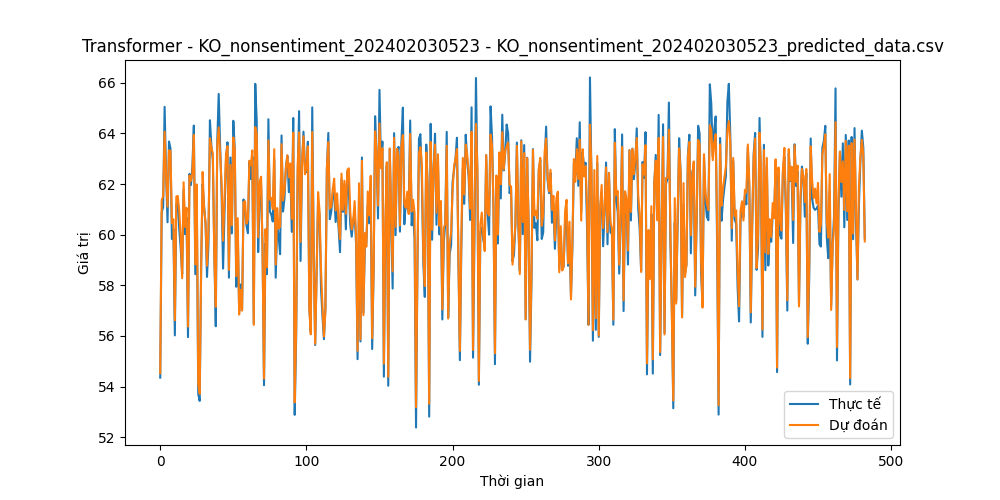 Transformer - KO_nonsentiment_202402030523 - KO_nonsentiment_202402030523_predicted_data.csv
Giá trị
66
64
62
60
58
56
54
52
0
100
200
300
400
500
Thời gian
Thực tế
Dự đoán